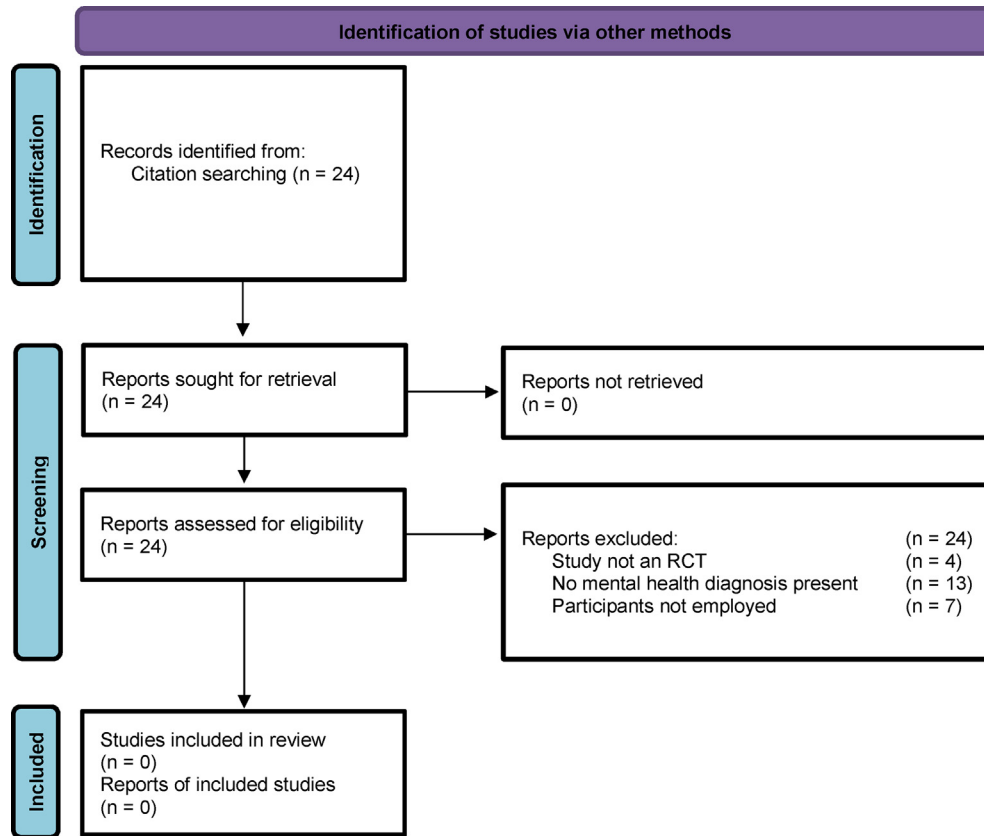 Identification of studies via other methods
Identification
Records identified from:
Citation searching (n = 24)
Screening
Reports sought for retrieval
(n = 24)
Reports not retrieved
(n = 0)
Reports assessed for eligibility
(n = 24)
Reports excluded: (n = 24)
Study not an RCT (n = 4)
No mental health diagnosis present (n = 13)
Participants not employed (n = 7)
Included
Studies included in review
(n = 0)
Reports of included studies
(n = 0)